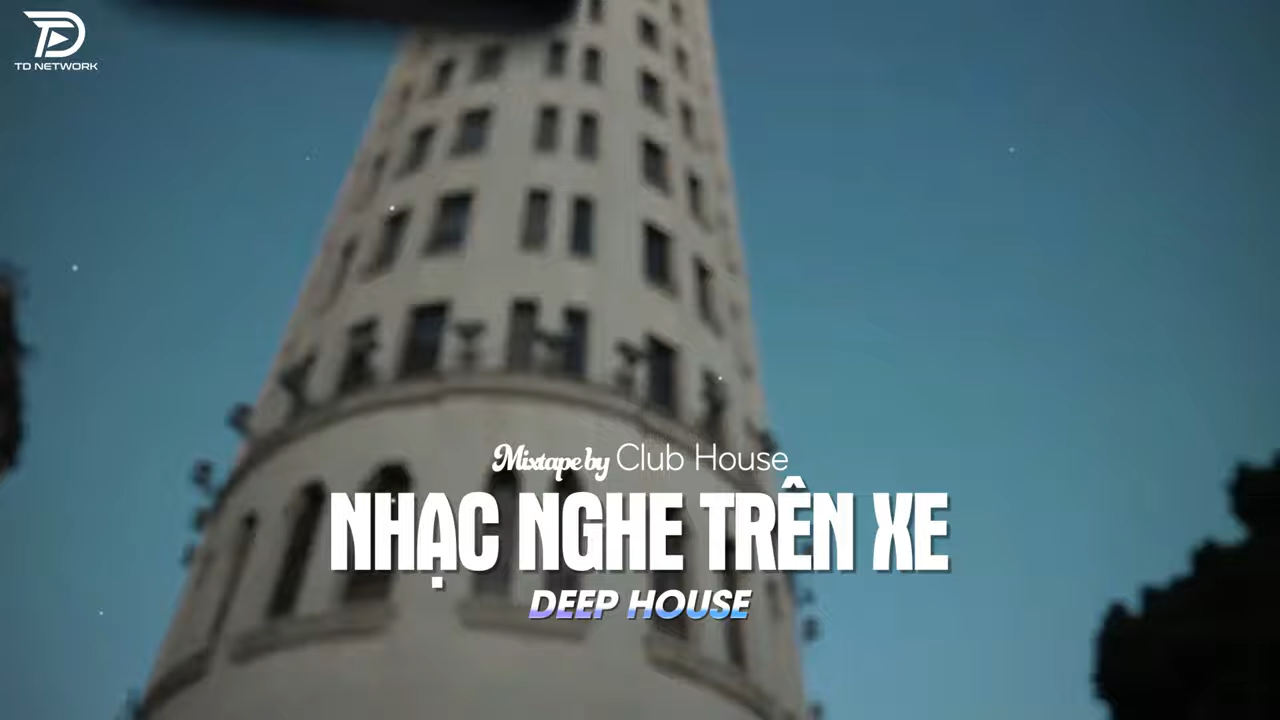 TD NETWORK
Mixtape by Club House
NHẠC NGHE TRÊN XE
DEEP HOUSE